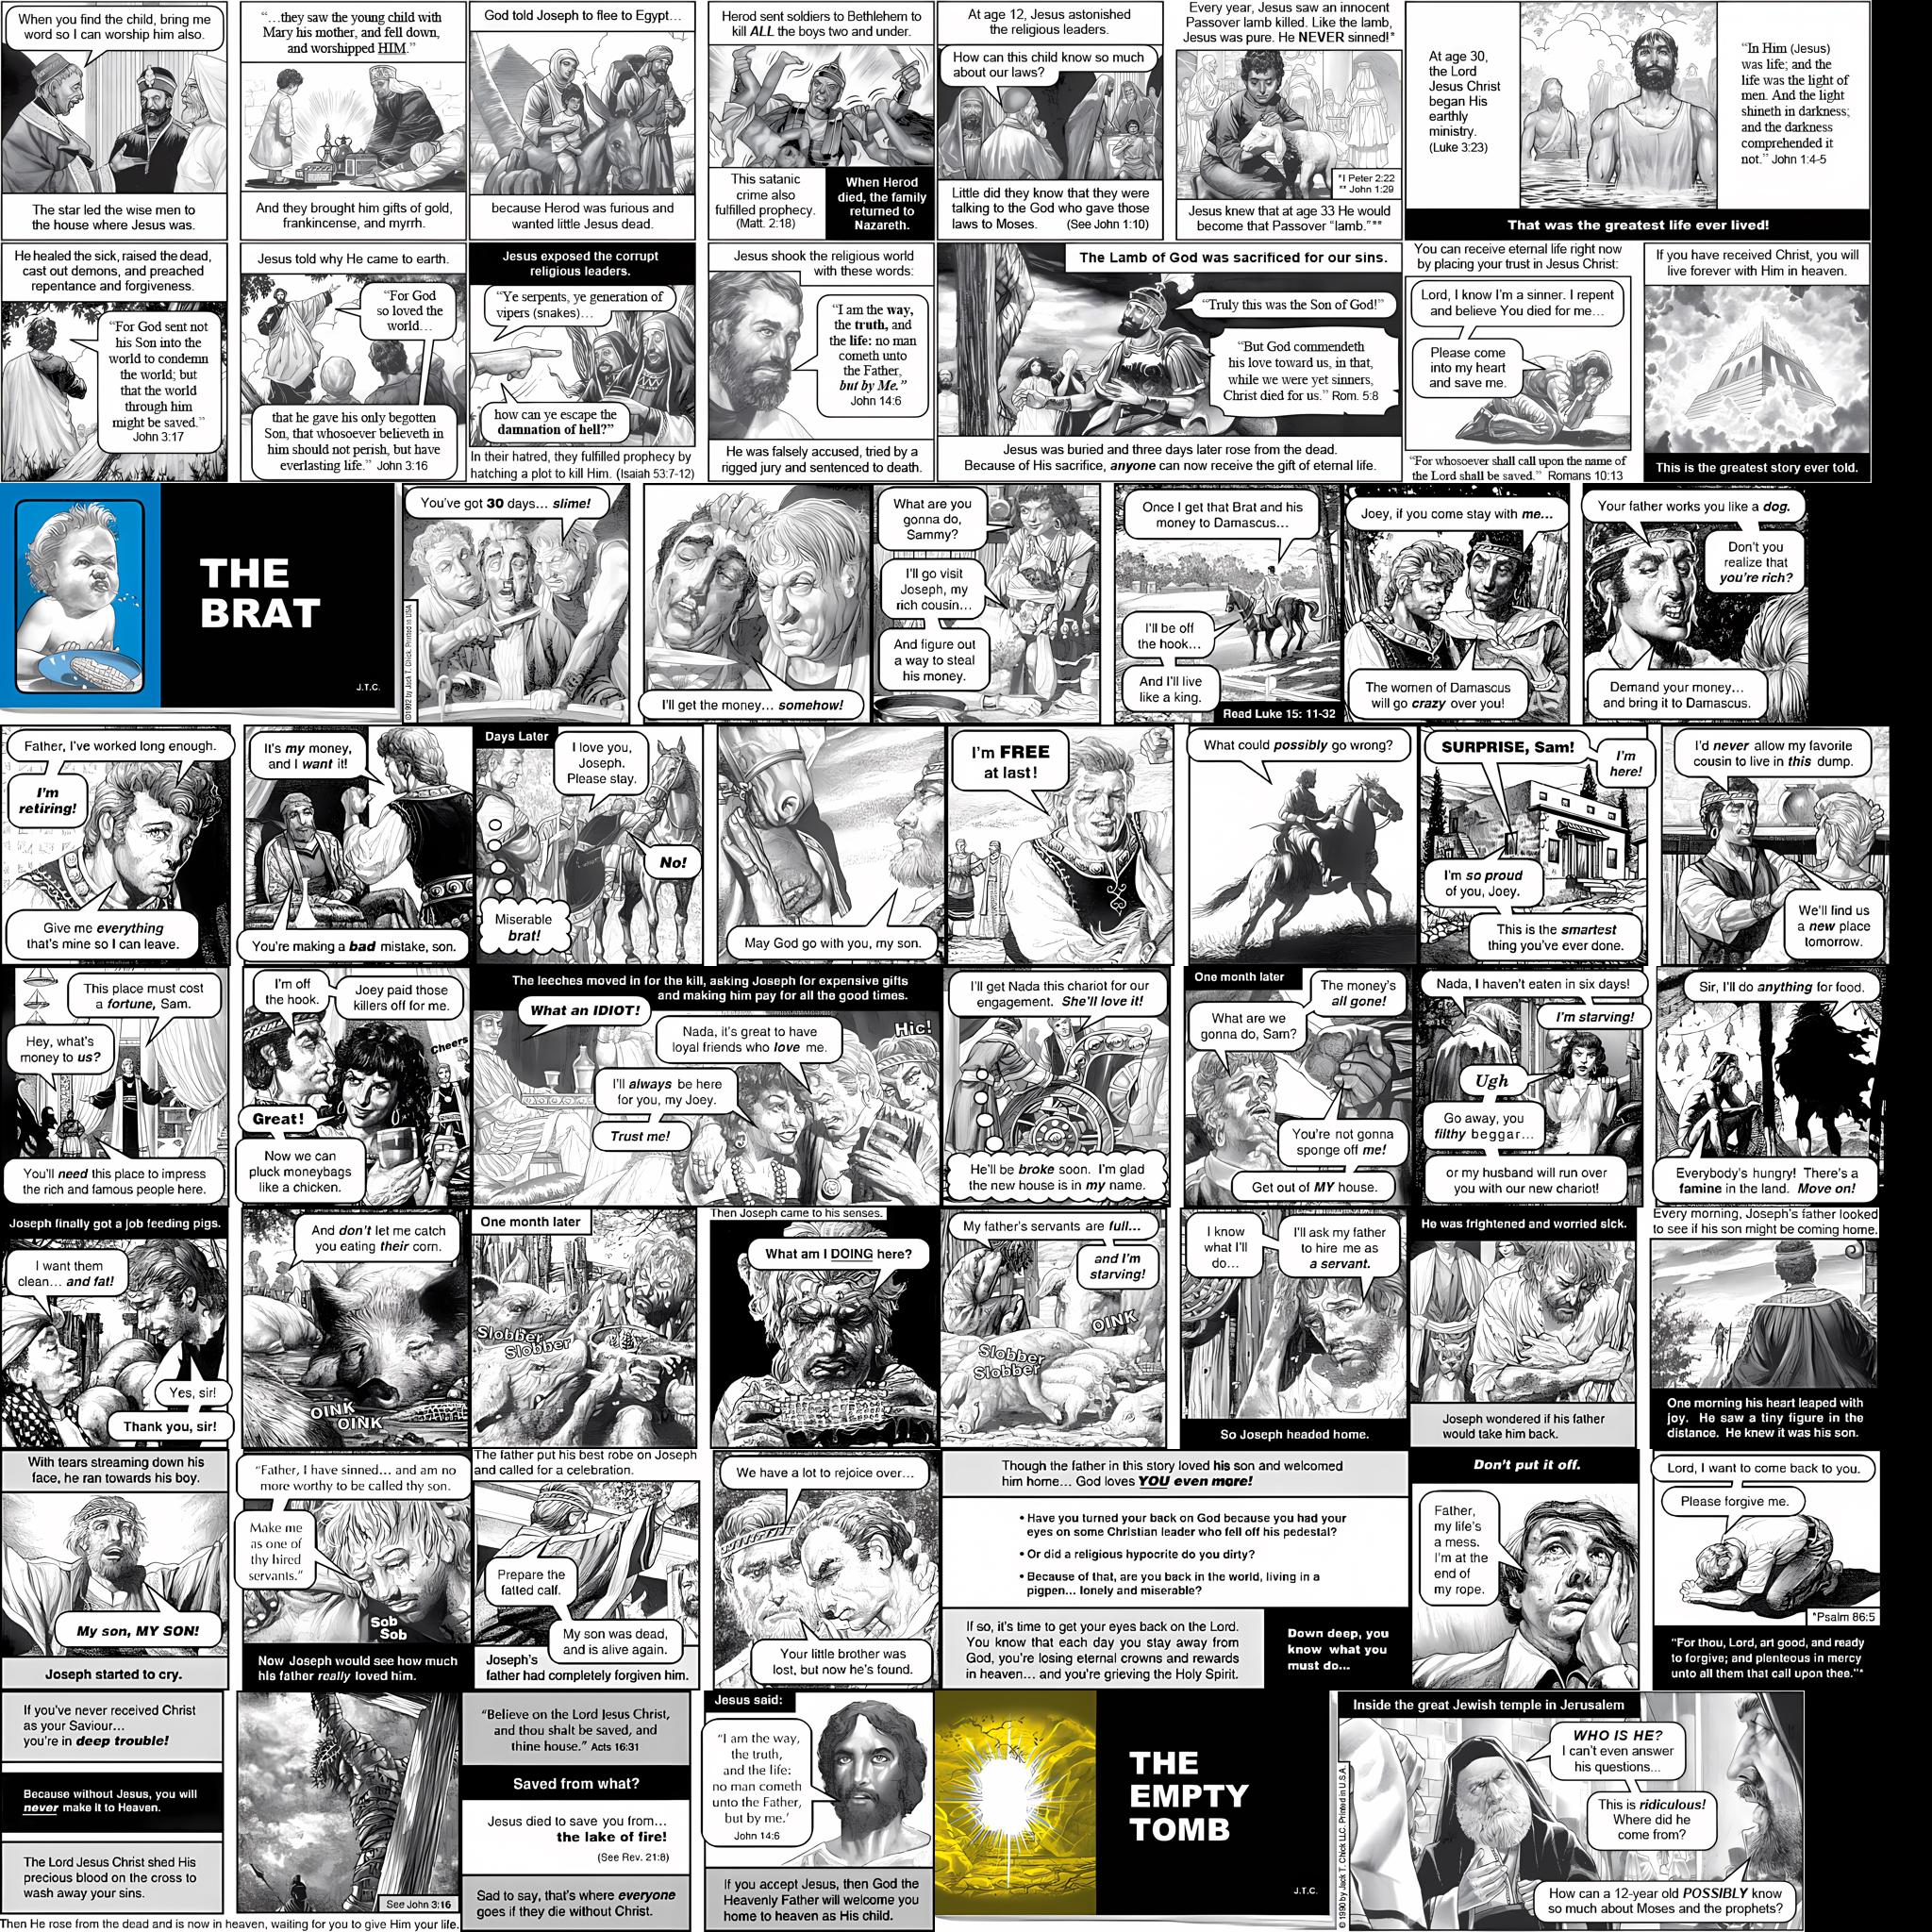 When you find the child, bring me
word so I can worship him also.
The star led the wise men to
the house where Jesus was.
“…they saw the young child with
Mary his mother, and fell down,
and worshipped HIM.”
And they brought him gifts of gold,
frankincense, and myrrh.
God told Joseph to flee to Egypt…
because Herod was furious and
wanted little Jesus dead.
Herod sent soldiers to Bethlehem to
kill ALL the boys two and under.
This satanic
crime also
fulfilled prophecy.
(Matt. 2:18)
When Herod
died, the family
returned to
Nazareth.
At age 12, Jesus astonished
the religious leaders.
How can this child know so much
about our laws?
Little did they know that they were
talking to the God who gave those
laws to Moses. (See John 1:10)
Every year, Jesus saw an innocent
Passover lamb killed. Like the lamb,
Jesus was pure. He NEVER sinned!*
*I Peter 2:22
** John 1:29
Jesus knew that at age 33 He would
become that Passover “lamb.”**
At age 30,
the Lord
Jesus Christ
began His
earthly
ministry.
(Luke 3:23)
“In Him (Jesus)
was life; and the
life was the light of
men. And the light
shineth in darkness;
and the darkness
comprehended it
not.” John 1:4-5
That was the greatest life ever lived!
He healed the sick, raised the dead,
cast out demons, and preached
repentance and forgiveness.
“For God sent not
his Son into the
world to condemn
the world; but
that the world
through him
might be saved.”
John 3:17
Jesus told why He came to earth.
“For God
so loved the
world…
that he gave his only begotten
Son, that whosoever believeth in
him should not perish, but have
everlasting life.” John 3:16
Jesus exposed the corrupt
religious leaders.
“Ye serpents, ye generation of
vipers (snakes)…
how can ye escape the
damnation of hell?”
In their hatred, they fulfilled prophecy by
hatching a plot to kill Him. (Isaiah 53:7-12)
Jesus shook the religious world
with these words:
“I am the way,
the truth, and
the life: no man
cometh unto
the Father,
but by Me.”
John 14:6
He was falsely accused, tried by a
rigged jury and sentenced to death.
The Lamb of God was sacrificed for our sins.
“Truly this was the Son of God!”
“But God commendeth
his love toward us, in that,
while we were yet sinners,
Christ died for us.” Rom. 5:8
Jesus was buried and three days later rose from the dead.
Because of His sacrifice, anyone can now receive the gift of eternal life.
You can receive eternal life right now
by placing your trust in Jesus Christ:
Lord, I know I’m a sinner. I repent
and believe You died for me…
Please come
into my heart
and save me.
“For whosoever shall call upon the name of
the Lord shall be saved.” Romans 10:13
If you have received Christ, you will
live forever with Him in heaven.
This is the greatest story ever told.
THE
BRAT
J.T.C.
You’ve got 30 days… slime!
©1992 by Jack T. Chick. Printed in USA
I’ll get the money… somehow!
What are you
gonna do,
Sammy?
I’ll go visit
Joseph, my
rich cousin…
And figure out
a way to steal
his money.
Once I get that Brat and his
money to Damascus…
I’ll be off
the hook…
And I’ll live
like a king.
Read Luke 15: 11-32
Joey, if you come stay with me…
The women of Damascus
will go crazy over you!
Your father works you like a dog.
Don’t you
realize that
you’re rich?
Demand your money…
and bring it to Damascus.
Father, I’ve worked long enough.
I’m
retiring!
Give me everything
that’s mine so I can leave.
It’s my money,
and I want it!
You’re making a bad mistake, son.
Days Later
I love you,
Joseph.
Please stay.
No!
Miserable
brat!
May God go with you, my son.
I’m FREE
at last!
What could possibly go wrong?
SURPRISE, Sam!
I’m
here!
I’m so proud
of you, Joey.
This is the smartest
thing you’ve ever done.
I’d never allow my favorite
cousin to live in this dump.
We’ll find us
a new place
tomorrow.
This place must cost
a fortune, Sam.
Hey, what’s
money to us?
You’ll need this place to impress
the rich and famous people here.
I’m off
the hook.
Joey paid those
killers off for me.
Cheers
Great!
Now we can
pluck moneybags
like a chicken.
The leeches moved in for the kill, asking Joseph for expensive gifts
and making him pay for all the good times.
What an IDIOT!
Nada, it’s great to have
loyal friends who love me.
Hic!
I’ll always be here
for you, my Joey.
Trust me!
I’ll get Nada this chariot for our
engagement. She’ll love it!
He’ll be broke soon. I’m glad
the new house is in my name.
One month later
The money’s
all gone!
What are we
gonna do, Sam?
You’re not gonna
sponge off me!
Get out of MY house.
Nada, I haven’t eaten in six days!
I’m starving!
Ugh
Go away, you
filthy beggar…
or my husband will run over
you with our new chariot!
Sir, I’ll do anything for food.
Everybody’s hungry! There’s a
famine in the land. Move on!
Joseph finally got a job feeding pigs.
I want them
clean… and fat!
Yes, sir!
Thank you, sir!
And don’t let me catch
you eating their corn.
OINK
OINK
One month later
Slobber
Slobber
Then Joseph came to his senses.
What am I DOING here?
My father’s servants are full…
and I’m
starving!
OINK
Slobber
Slobber
I know
what I’ll
do…
I’ll ask my father
to hire me as
a servant.
So Joseph headed home.
He was frightened and worried sick.
Joseph wondered if his father
would take him back.
Every morning, Joseph’s father looked
to see if his son might be coming home.
One morning his heart leaped with
joy. He saw a tiny figure in the
distance. He knew it was his son.
With tears streaming down his
face, he ran towards his boy.
My son, MY SON!
Joseph started to cry.
“Father, I have sinned… and am no
more worthy to be called thy son.
Make me
as one of
thy hired
servants.”
Sob
Sob
Now Joseph would see how much
his father really loved him.
The father put his best robe on Joseph
and called for a celebration.
Prepare the
fatted calf.
My son was dead,
and is alive again.
Joseph’s
father had completely forgiven him.
We have a lot to rejoice over…
Your little brother was
lost, but now he’s found.
Though the father in this story loved his son and welcomed
him home… God loves YOU even more!
• Have you turned your back on God because you had your
eyes on some Christian leader who fell off his pedestal?
• Or did a religious hypocrite do you dirty?
• Because of that, are you back in the world, living in a
pigpen… lonely and miserable?
If so, it’s time to get your eyes back on the Lord.
You know that each day you stay away from
God, you’re losing eternal crowns and rewards
in heaven… and you’re grieving the Holy Spirit.
Down deep, you
know what you
must do…
Don’t put it off.
Father,
my life’s
a mess.
I’m at the
end of
my rope.
Lord, I want to come back to you.
Please forgive me.
*Psalm 86:5
“For thou, Lord, art good, and ready
to forgive; and plenteous in mercy
unto all them that call upon thee.”*
If you’ve never received Christ
as your Saviour…
you’re in deep trouble!
Because without Jesus, you will
never make it to Heaven.
The Lord Jesus Christ shed His
precious blood on the cross to
wash away your sins.
See John 3:16
Then He rose from the dead and is now in heaven, waiting for you to give Him your life.
“Believe on the Lord Jesus Christ,
and thou shalt be saved, and
thine house.” Acts 16:31
Saved from what?
Jesus died to save you from…
the lake of fire!
(See Rev. 21:8)
Sad to say, that’s where everyone
goes if they die without Christ.
Jesus said:
“I am the way,
the truth,
and the life:
no man cometh
unto the Father,
but by me.’
John 14:6
If you accept Jesus, then God the
Heavenly Father will welcome you
home to heaven as His child.
THE
EMPTY
TOMB
J.T.C.
Inside the great Jewish temple in Jerusalem
WHO IS HE?
I can’t even answer
his questions…
This is ridiculous!
Where did he
come from?
How can a 12-year old POSSIBLY know
so much about Moses and the prophets?
©1990 by Jack T. Chick LLC. Printed in U.S.A.